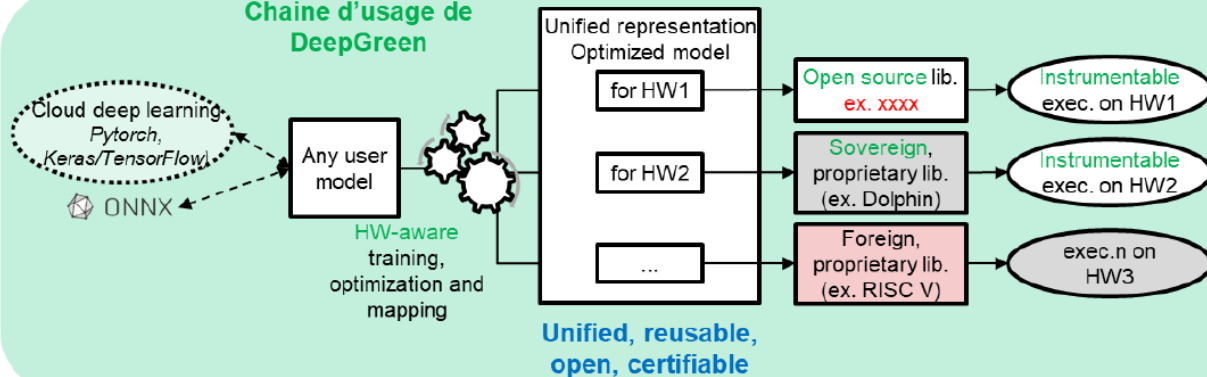 Chaine d'usage de
DeepGreen
Cloud deep learning
Pytorch,
Keras/TensorFlow)
ONNX
Any user
model
HW-aware
training,
optimization and
mapping
Unified representation
Optimized model
for HW1
for HW2
...
Unified, reusable,
open, certifiable
Open source lib.
ex. xxxx
Sovereign,
proprietary lib.
(ex. Dolphin)
Foreign,
proprietary lib.
(ex. RISC V)
Instrumentable
exec. on HW1
Instrumentable
exec. on HW2
exec.n on
HW3